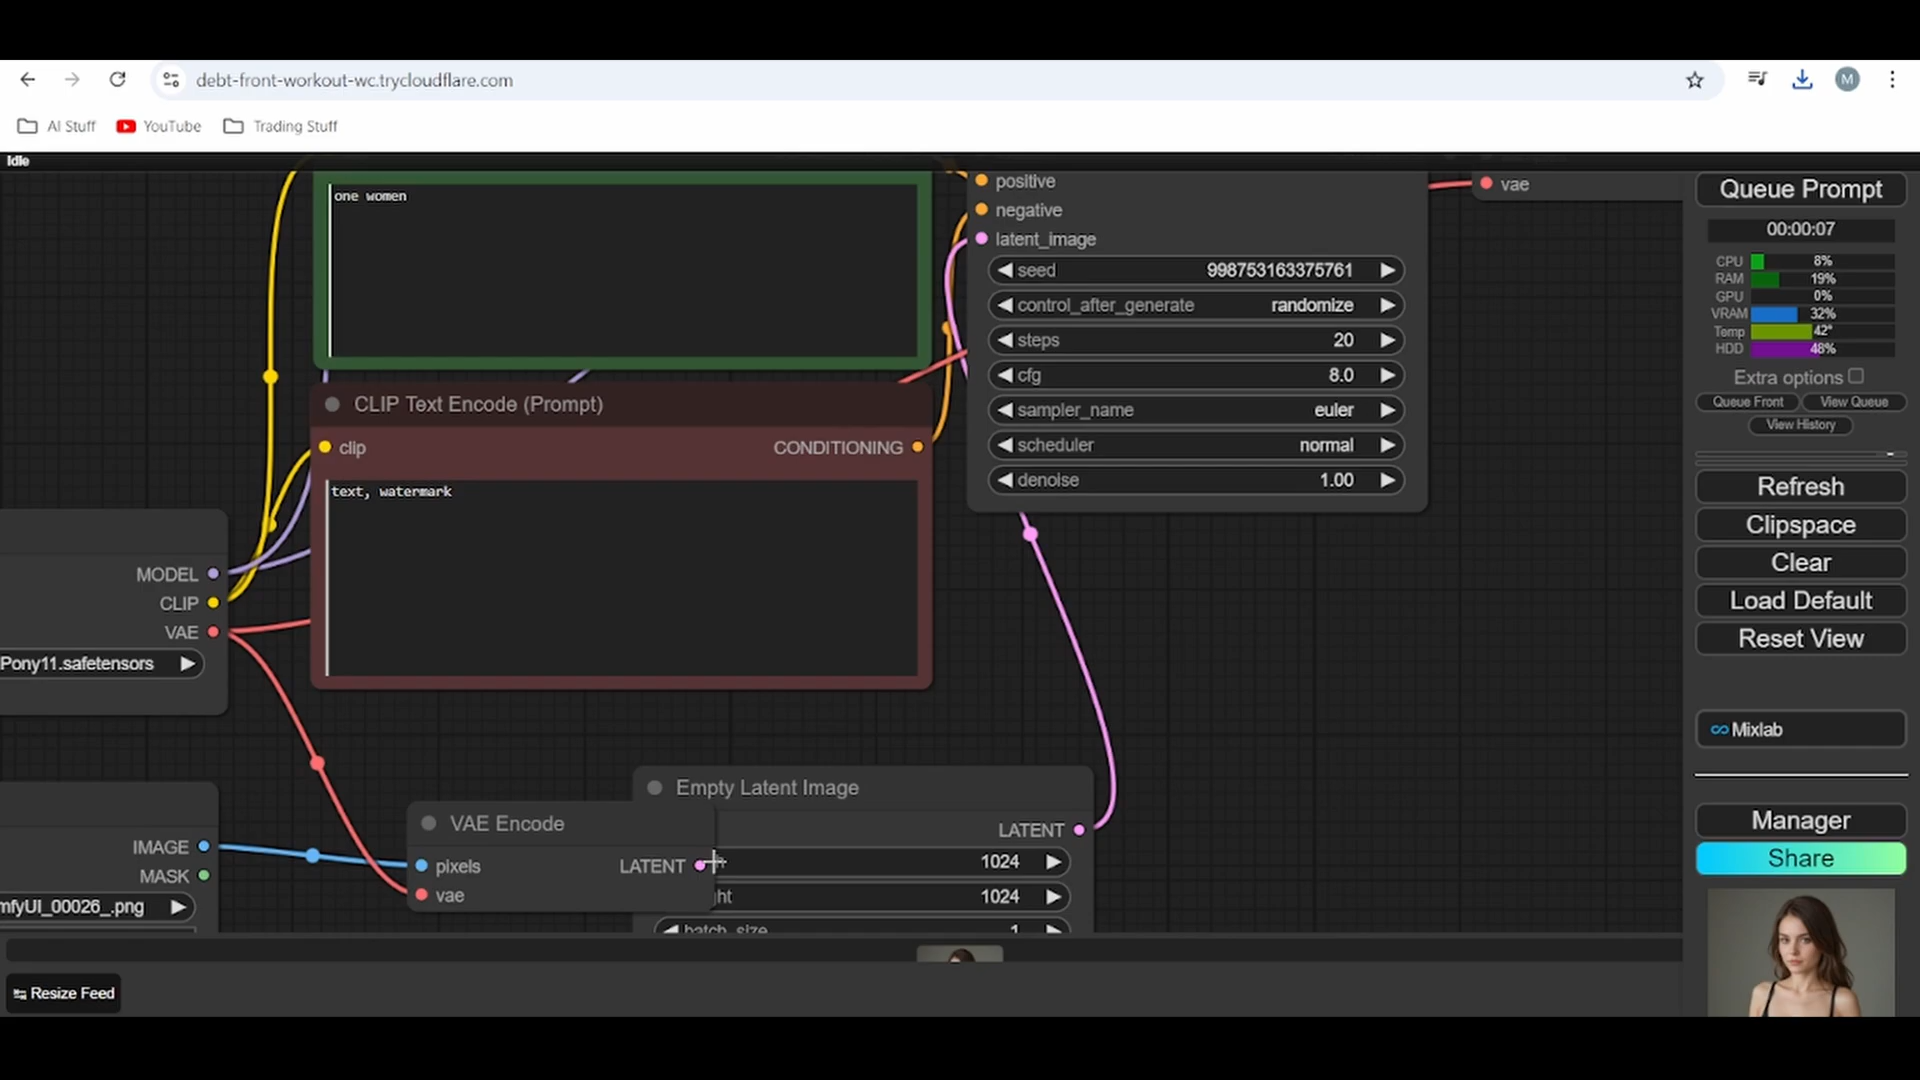 debt-front-workout-wc.trycloudflare.com
AI Stuff
YouTube
Trading Stuff
M
Idle
one women
CLIP Text Encode (Prompt)
clip
CONDITIONING
text, watermark
MODEL
CLIP
VAE
Pony11.safetensors
positive
negative
latent_image
seed 998753163375761
control_after_generate randomize
steps 20
cfg 8.0
sampler_name euler
scheduler normal
denoise 1.00
vae
IMAGE
MASK
mfyUI_00026_.png
VAE Encode
pixels LATENT
vae
Empty Latent Image
LATENT
1024
ght 1024
batch_size 1
Resize Feed
Queue Prompt
00:00:07
CPU 8%
RAM 19%
GPU 0%
VRAM 32%
Temp 42°
HDD 48%
Extra options
Queue Front View Queue
View History
Refresh
Clipspace
Clear
Load Default
Reset View
Mixlab
Manager
Share